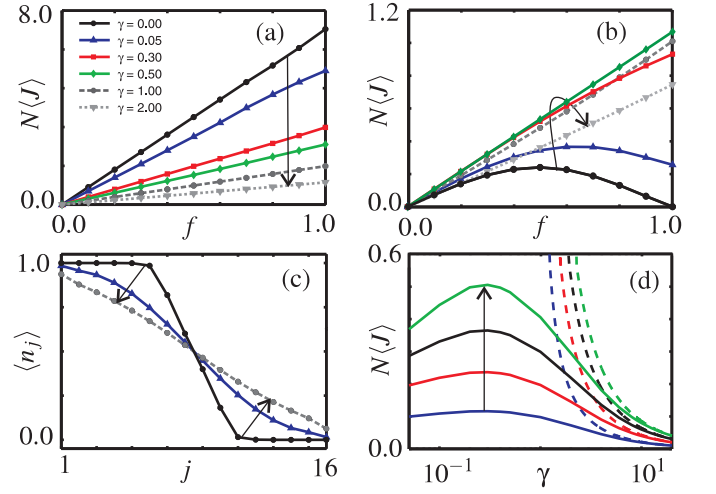 8.0
γ = 0.00
γ = 0.05
γ = 0.30
γ = 0.50
γ = 1.00
γ = 2.00
(a)
N⟨J⟩
0.0
0.0
f
1.0
1.2
(b)
N⟨J⟩
0.0
0.0
f
1.0
1.0
(c)
⟨n_j⟩
0.0
1
j
16
0.6
(d)
N⟨J⟩
0.0
10⁻¹
γ
10¹